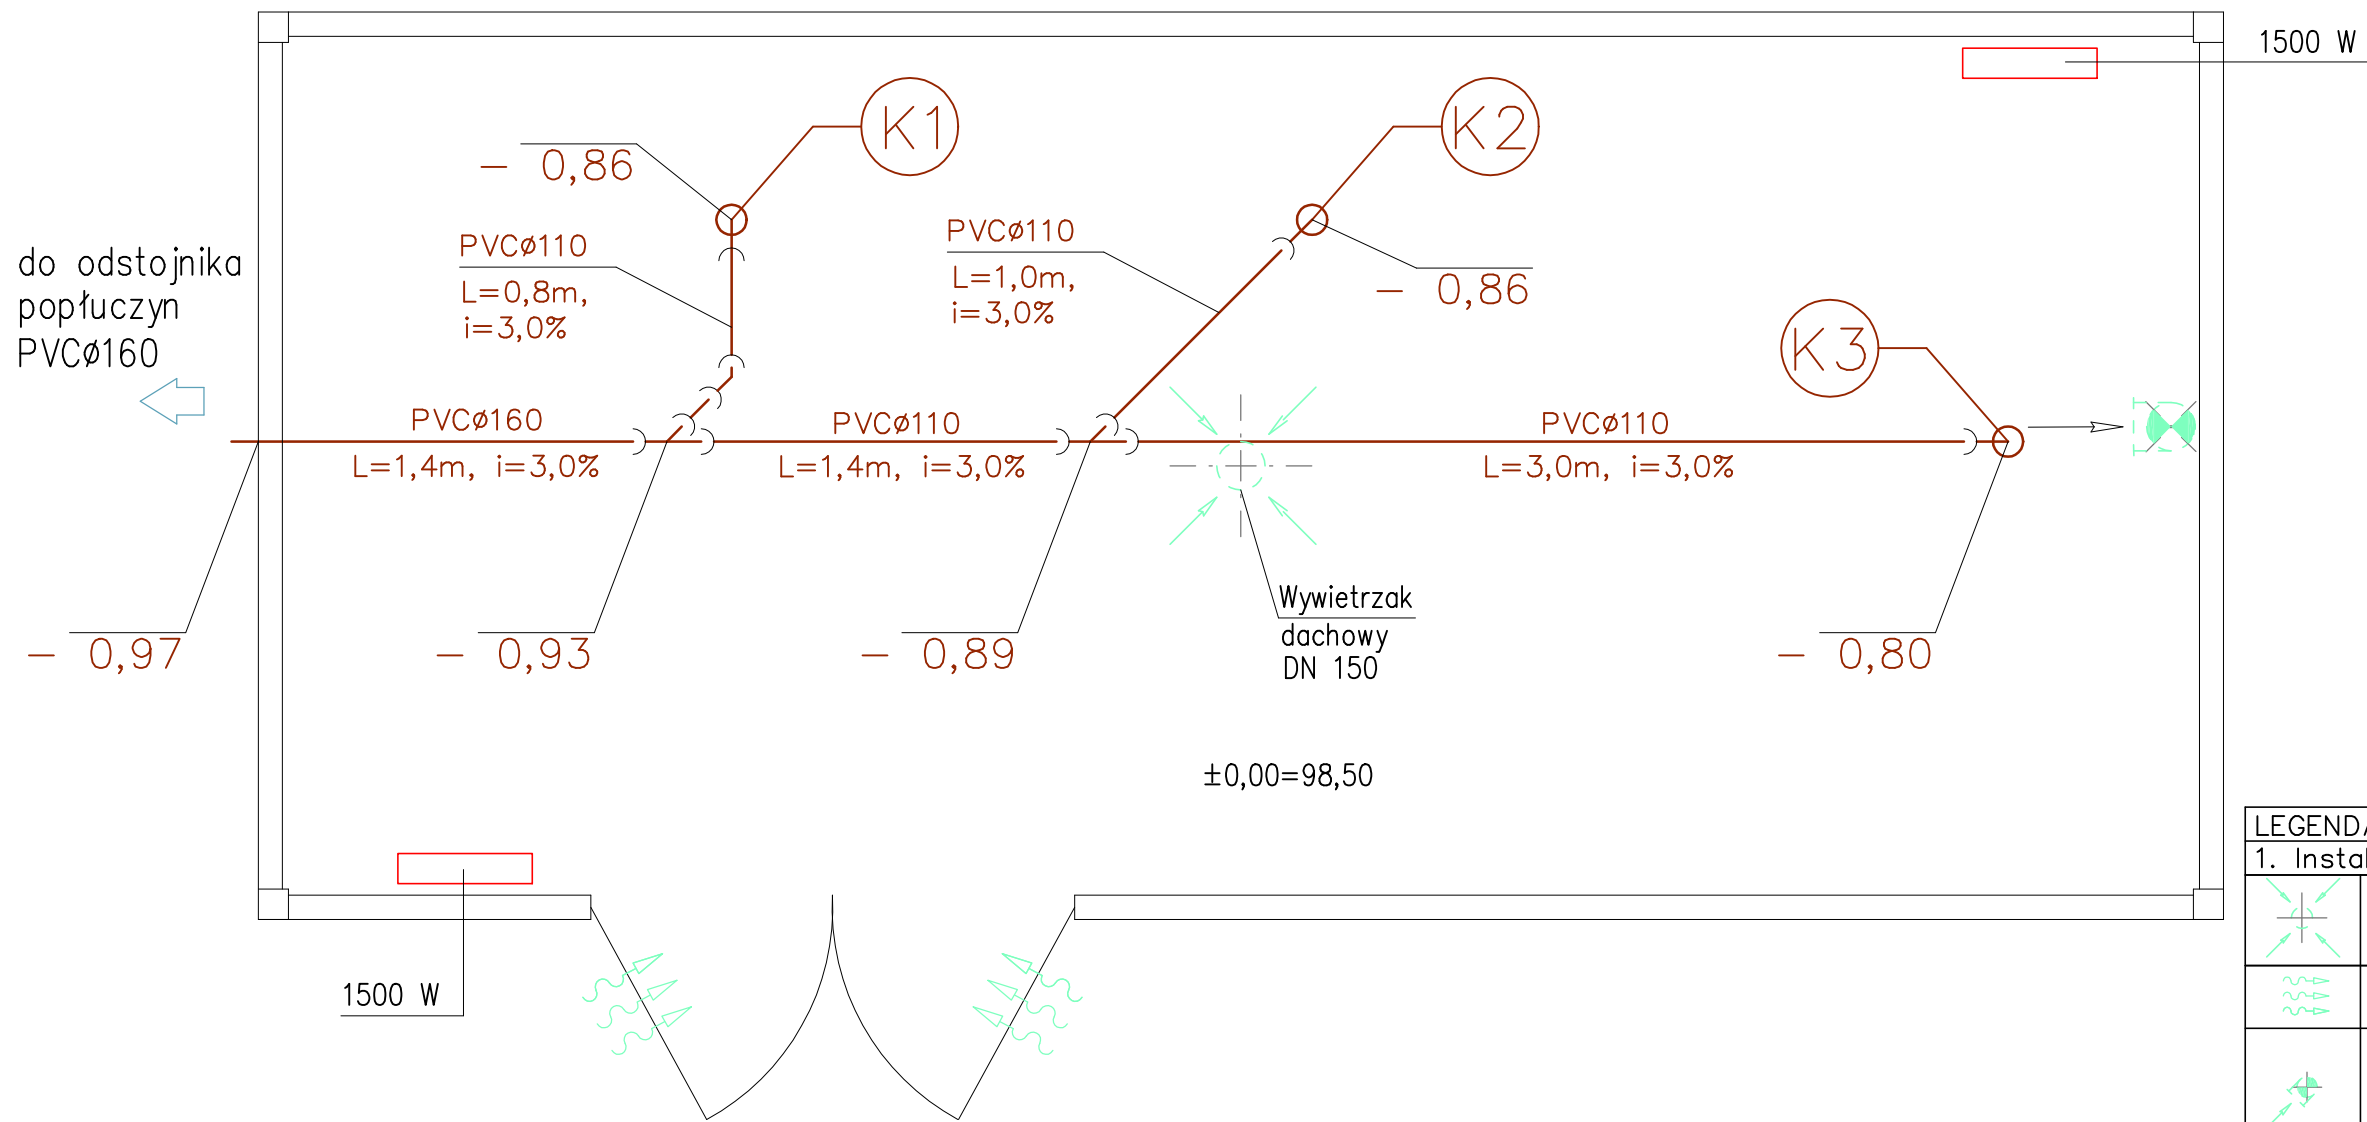 1500 W
K1
K2
– 0,86
PVCø110
L=0,8m,
i=3,0%
PVCø110
L=1,0m,
i=3,0%
– 0,86
do odstojnika
popłuczyn
PVCø160
K3
PVCø160
L=1,4m, i=3,0%
PVCø110
L=1,4m, i=3,0%
PVCø110
L=3,0m, i=3,0%
– 0,97
– 0,93
– 0,89
Wywietrzak
dachowy
DN 150
– 0,80
±0,00=98,50
1500 W
LEGENDA
1. Instal